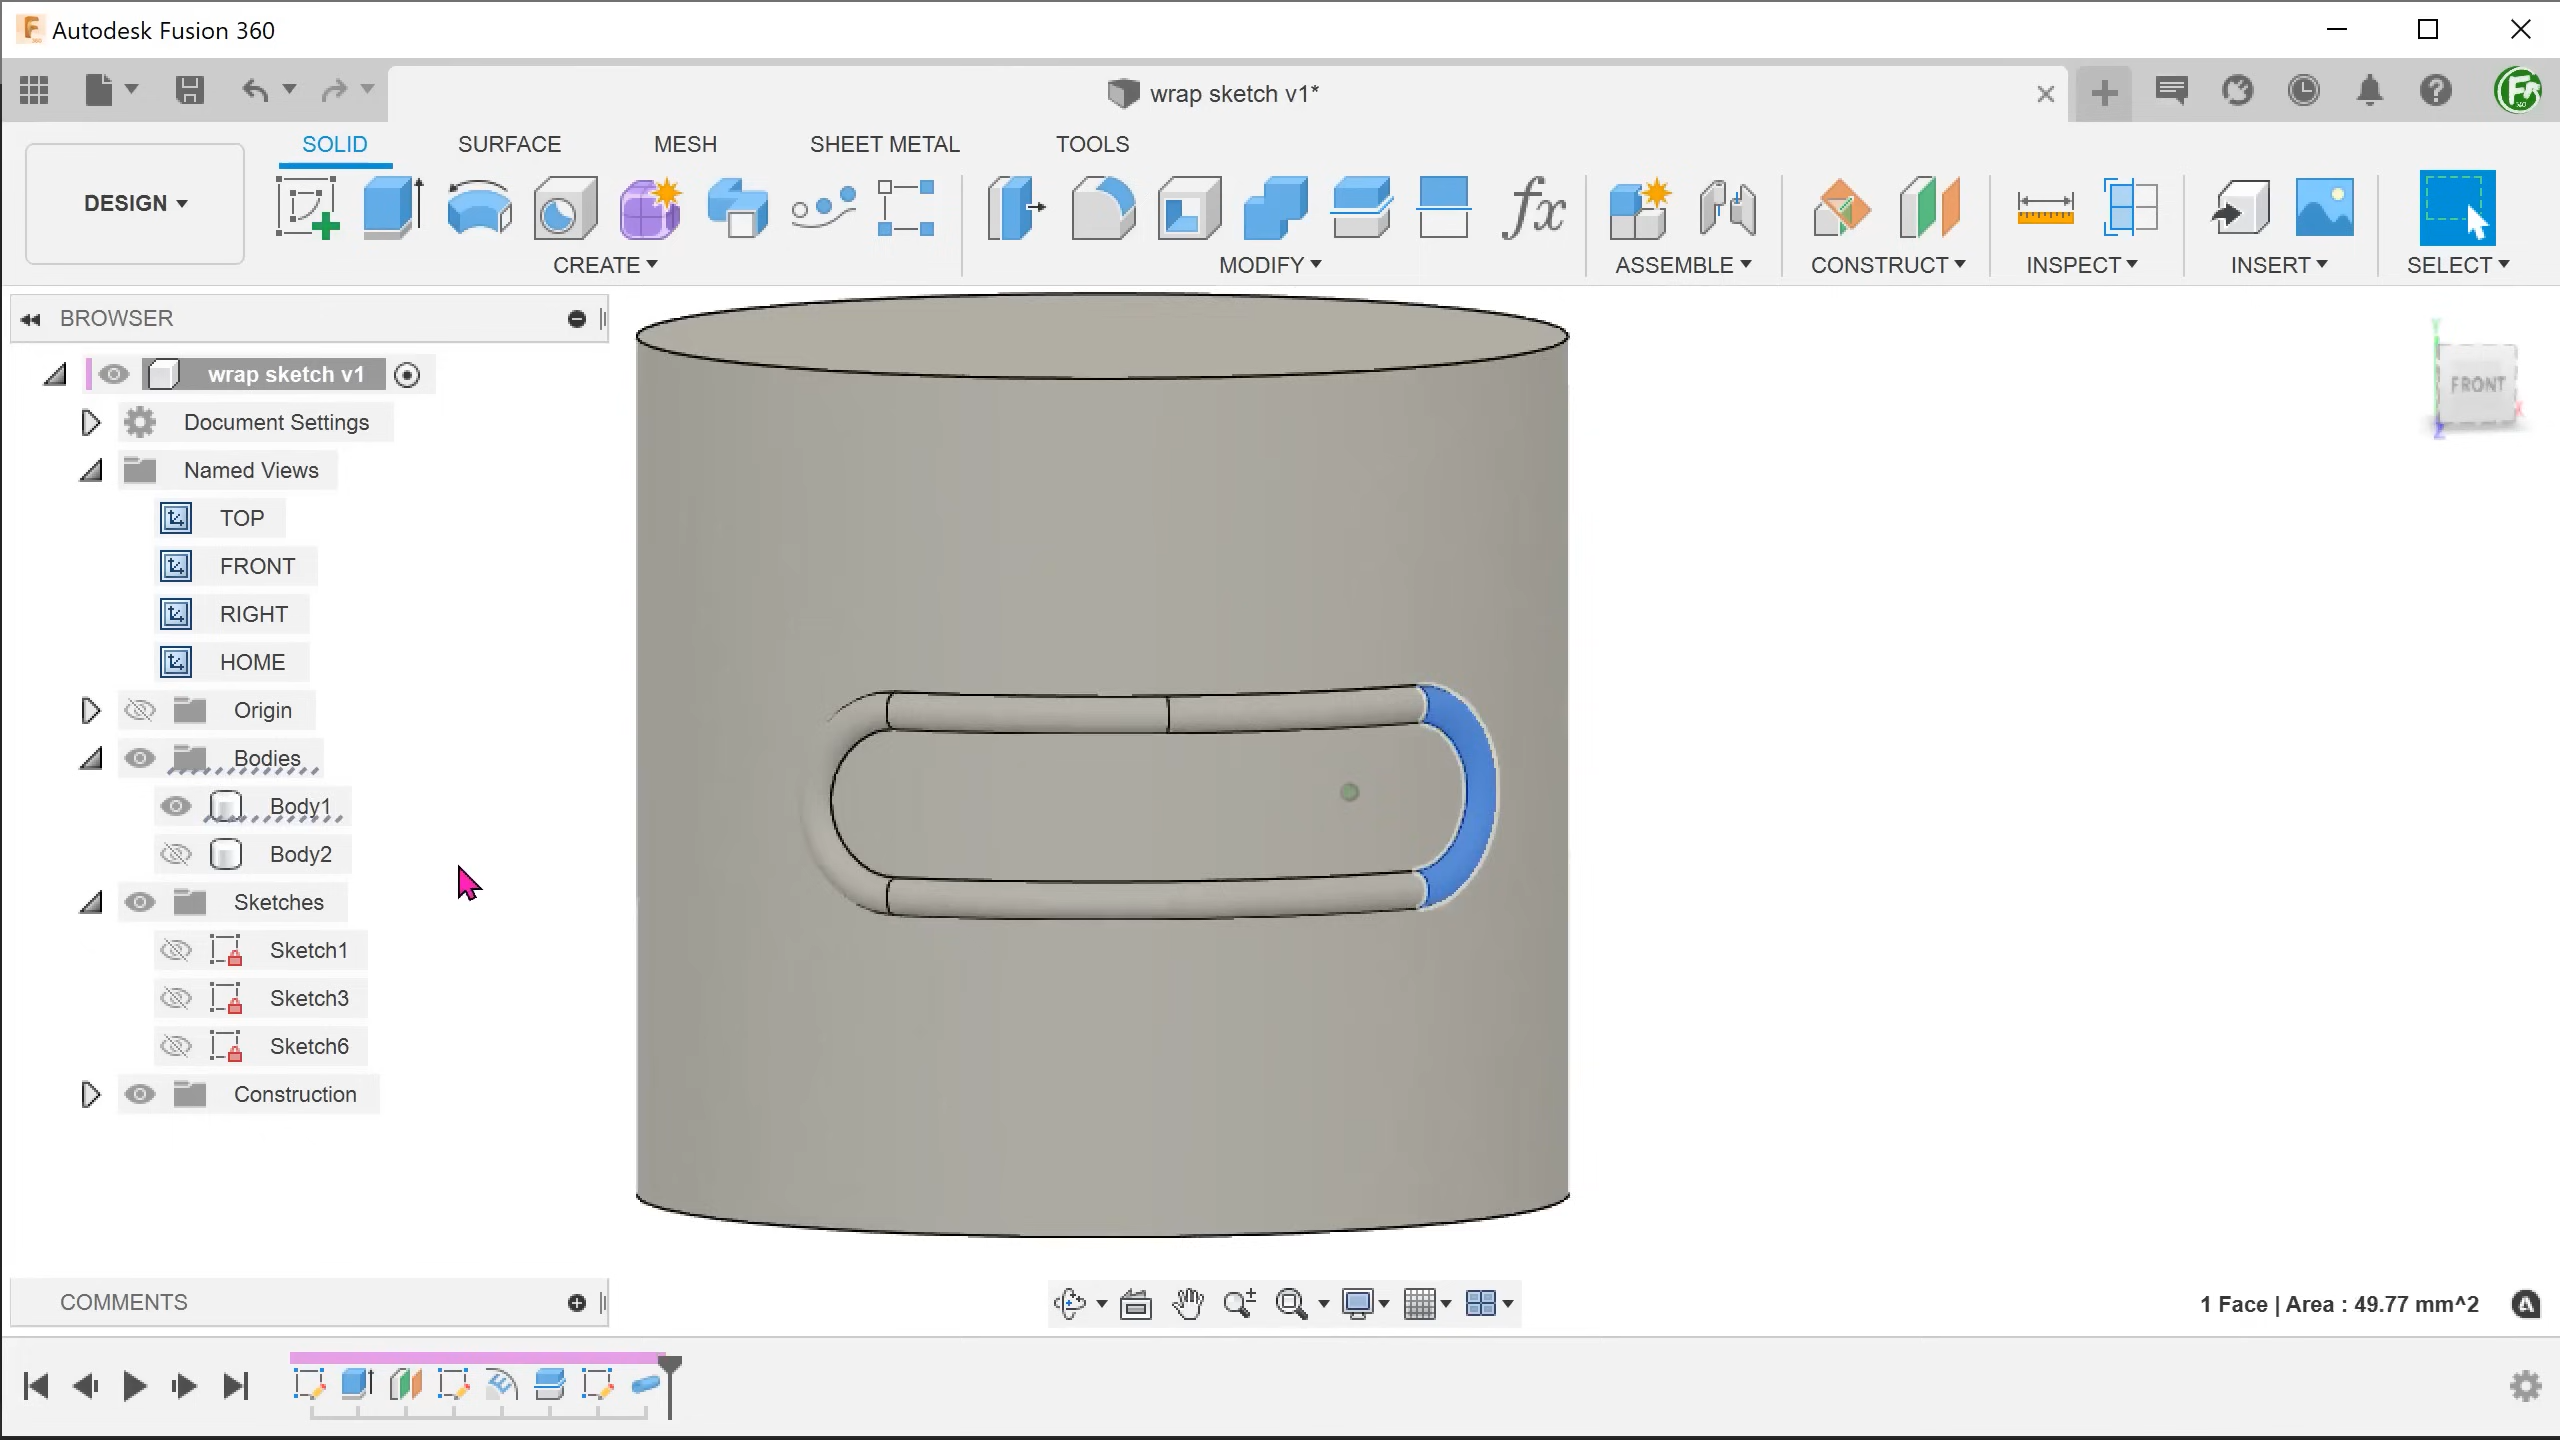 Autodesk Fusion 360
wrap sketch v1*
SOLID SURFACE MESH SHEET METAL TOOLS
DESIGN
CREATE MODIFY ASSEMBLE CONSTRUCT INSPECT INSERT SELECT
BROWSER
wrap sketch v1
Document Settings
Named Views
TOP
FRONT
RIGHT
HOME
Origin
Bodies
Body1
Body2
Sketches
Sketch1
Sketch3
Sketch6
Construction
FRONT
COMMENTS
1 Face | Area : 49.77 mm^2